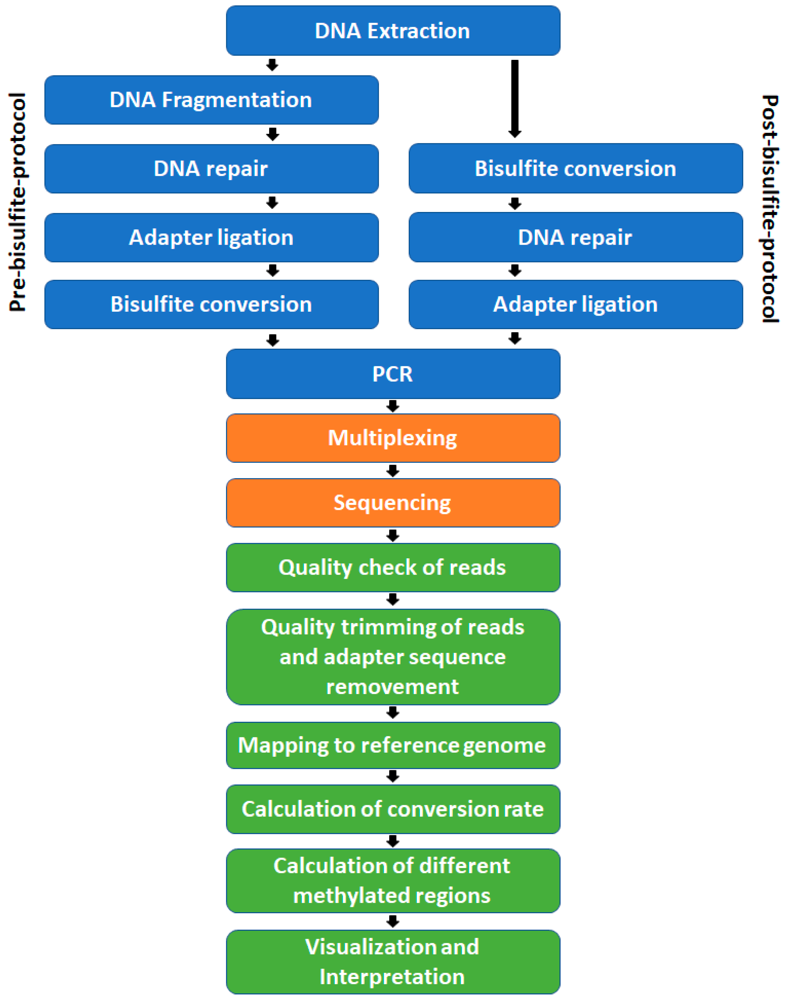 DNA Extraction
Pre-bisulfite-protocol
DNA Fragmentation
DNA repair
Adapter ligation
Bisulfite conversion
Post-bisulfite-protocol
Bisulfite conversion
DNA repair
Adapter ligation
PCR
Multiplexing
Sequencing
Quality check of reads
Quality trimming of reads
and adapter sequence
removement
Mapping to reference genome
Calculation of conversion rate
Calculation of different
methylated regions
Visualization and
Interpretation